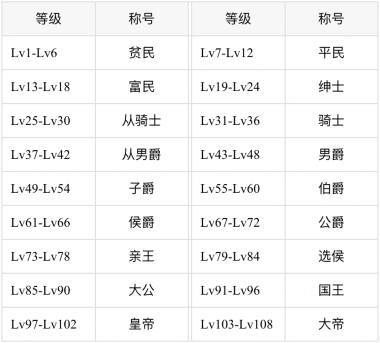 等级 称号 等级 称号
Lv1-Lv6 贫民 Lv7-Lv12 平民
Lv13-Lv18 富民 Lv19-Lv24 绅士
Lv25-Lv30 从骑士 Lv31-Lv36 骑士
Lv37-Lv42 从男爵 Lv43-Lv48 男爵
Lv49-Lv54 子爵 Lv55-Lv60 伯爵
Lv61-Lv66 侯爵 Lv67-Lv72 公爵
Lv73-Lv78 亲王 Lv79-Lv84 选侯
Lv85-Lv90 大公 Lv91-Lv96 国王
Lv97-Lv102 皇帝 Lv103-Lv108 大帝